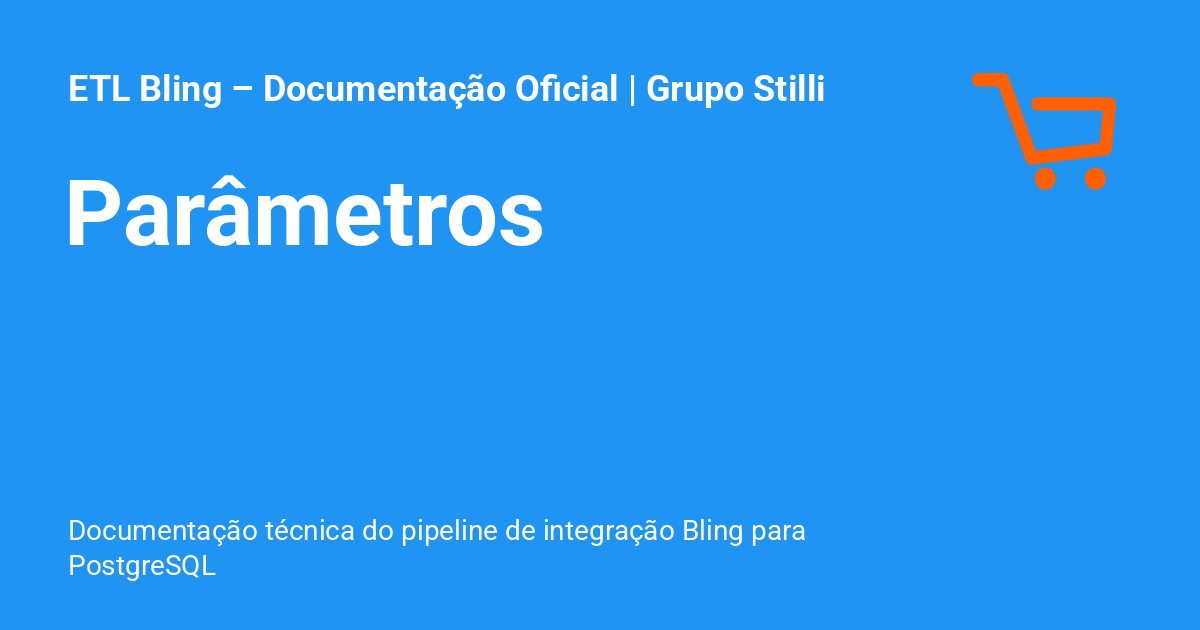 ETL Bling – Documentação Oficial | Grupo Stilli
Parâmetros
Documentação técnica do pipeline de integração Bling para
PostgreSQL